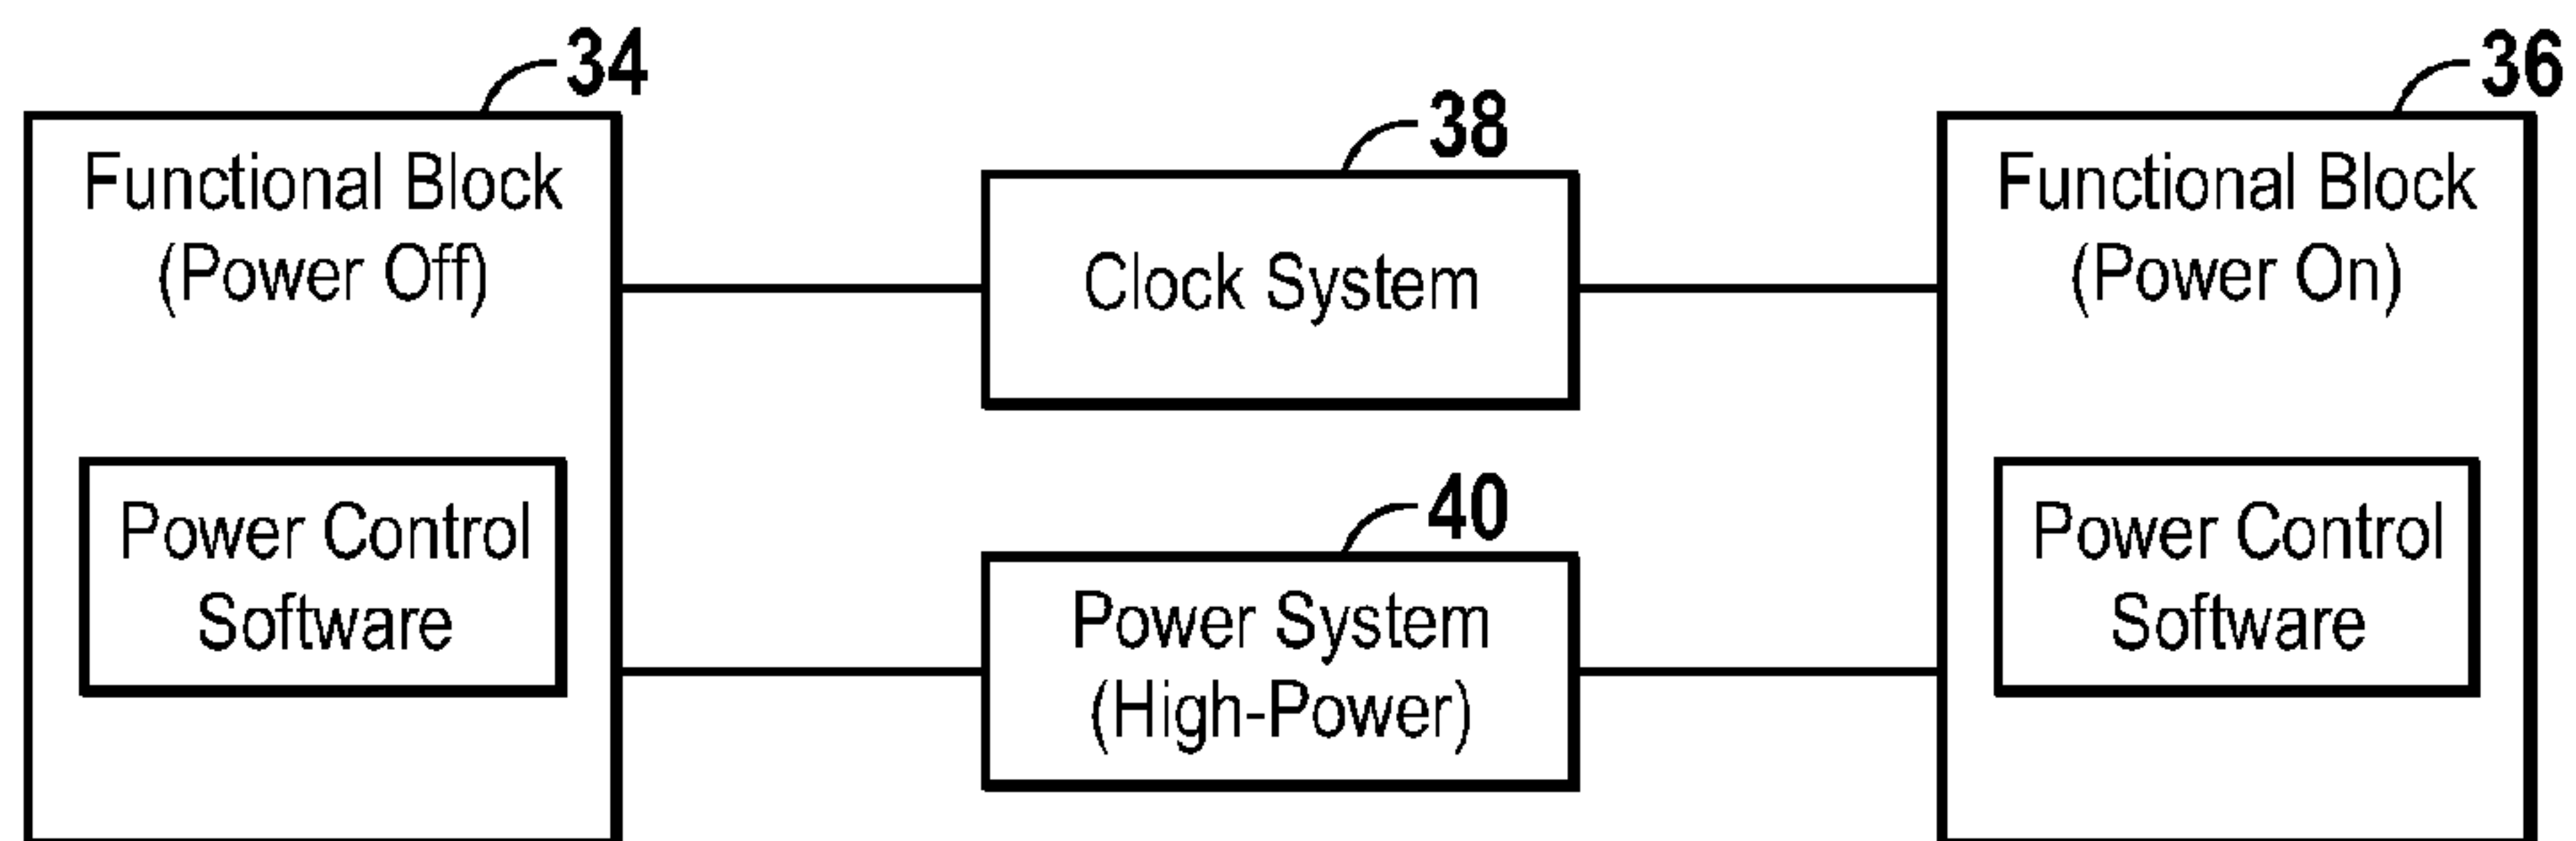 34
Functional Block
(Power Off)
Power Control
Software
38
Clock System
40
Power System
(High-Power)
36
Functional Block
(Power On)
Power Control
Software